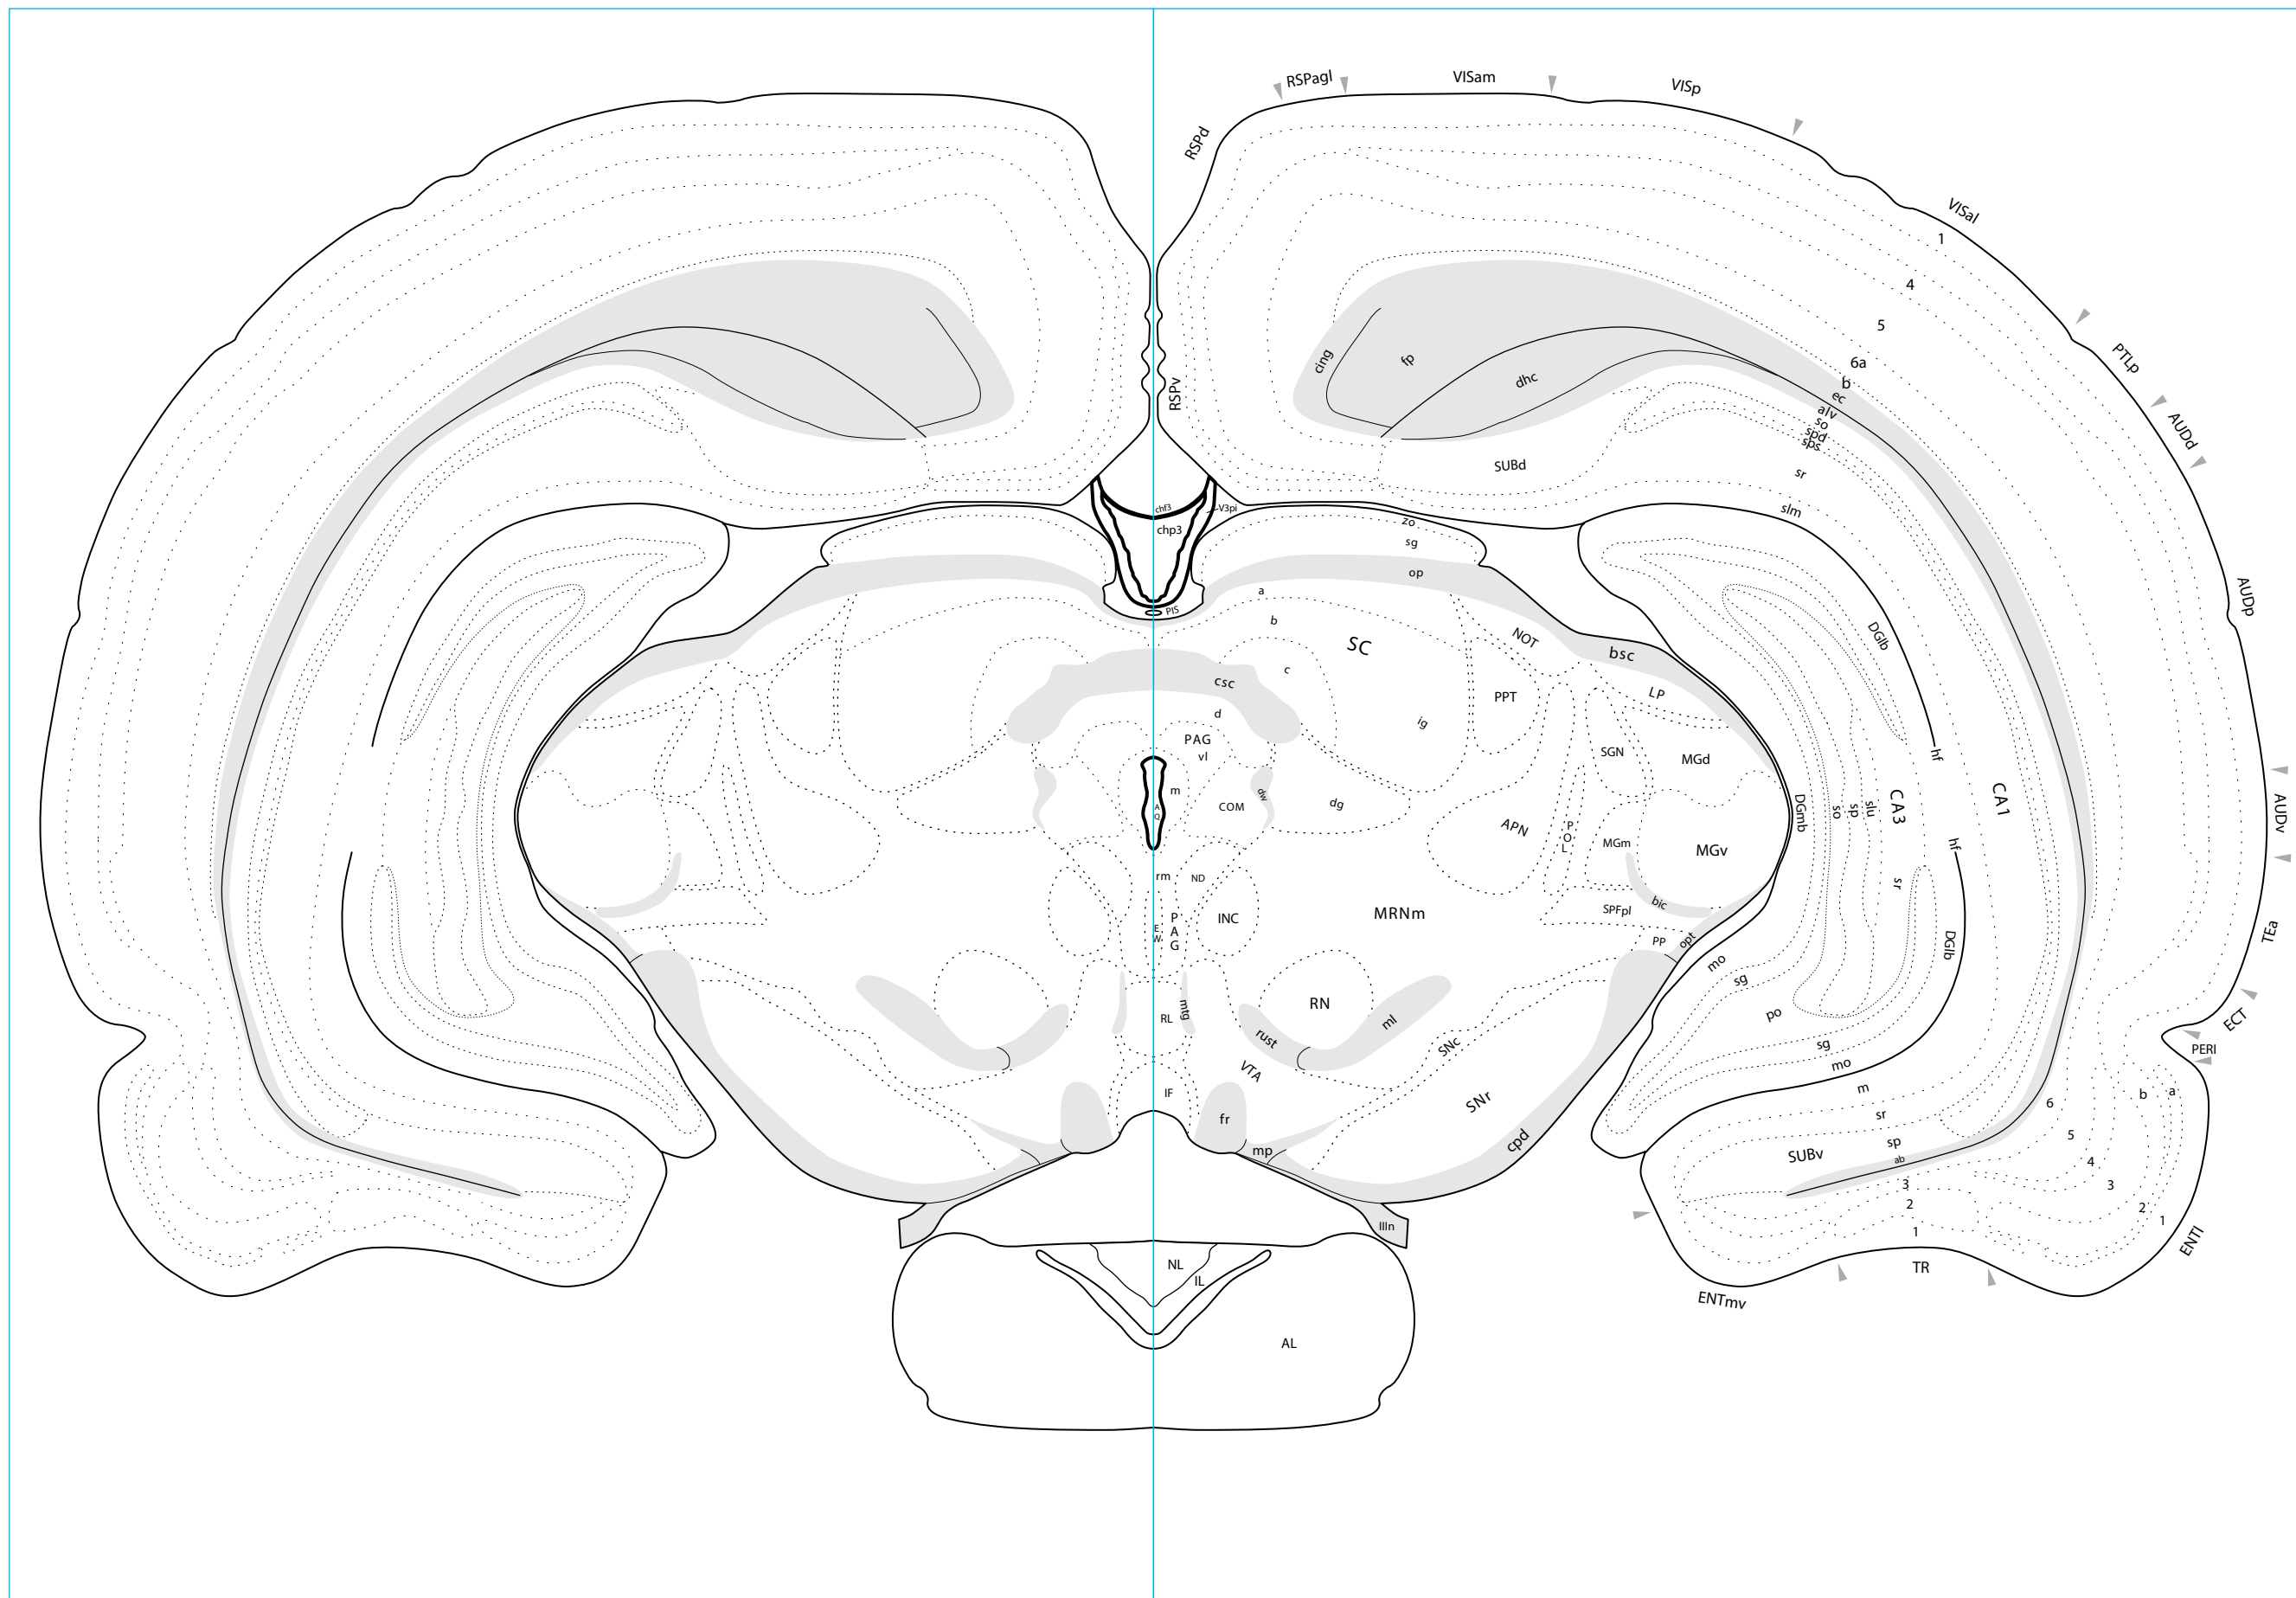 RSPagl
VISam
VISp
RSPd
VISal
1
4
5
6a
b
ec
alv
so
spd
sps
sr
slm
PTLp
AUDd
AUDp
AUDv
TEa
ECT
PERI
cing
fp
dhc
RSPv
SUBd
chf3
V3pi
chp3
PIS
zo
sg
op
a
b
c
SC
NOT
bsc
csc
d
PPT
LP
ig
PAG
vl
SGN
MGd
m
AQ
COM
dw
dg
APN
POL
MGm
MGv
DGlb
hf
DGmb
so
sp
slu
CA3
CA1
hf
sr
DGlb
rm
ND
INC
EW
PAG
MRNm
SPFpl
bic
PP
opt
mo
sg
po
sg
mo
m
sr
sp
SUBv
ab
3
2
1
RL
mtg
RN
rust
ml
SNc
VTA
IF
fr
SNr
mp
cpd
IIIn
b
a
6
5
4
3
2
1
ENTl
TR
ENTmv
NL
IL
AL